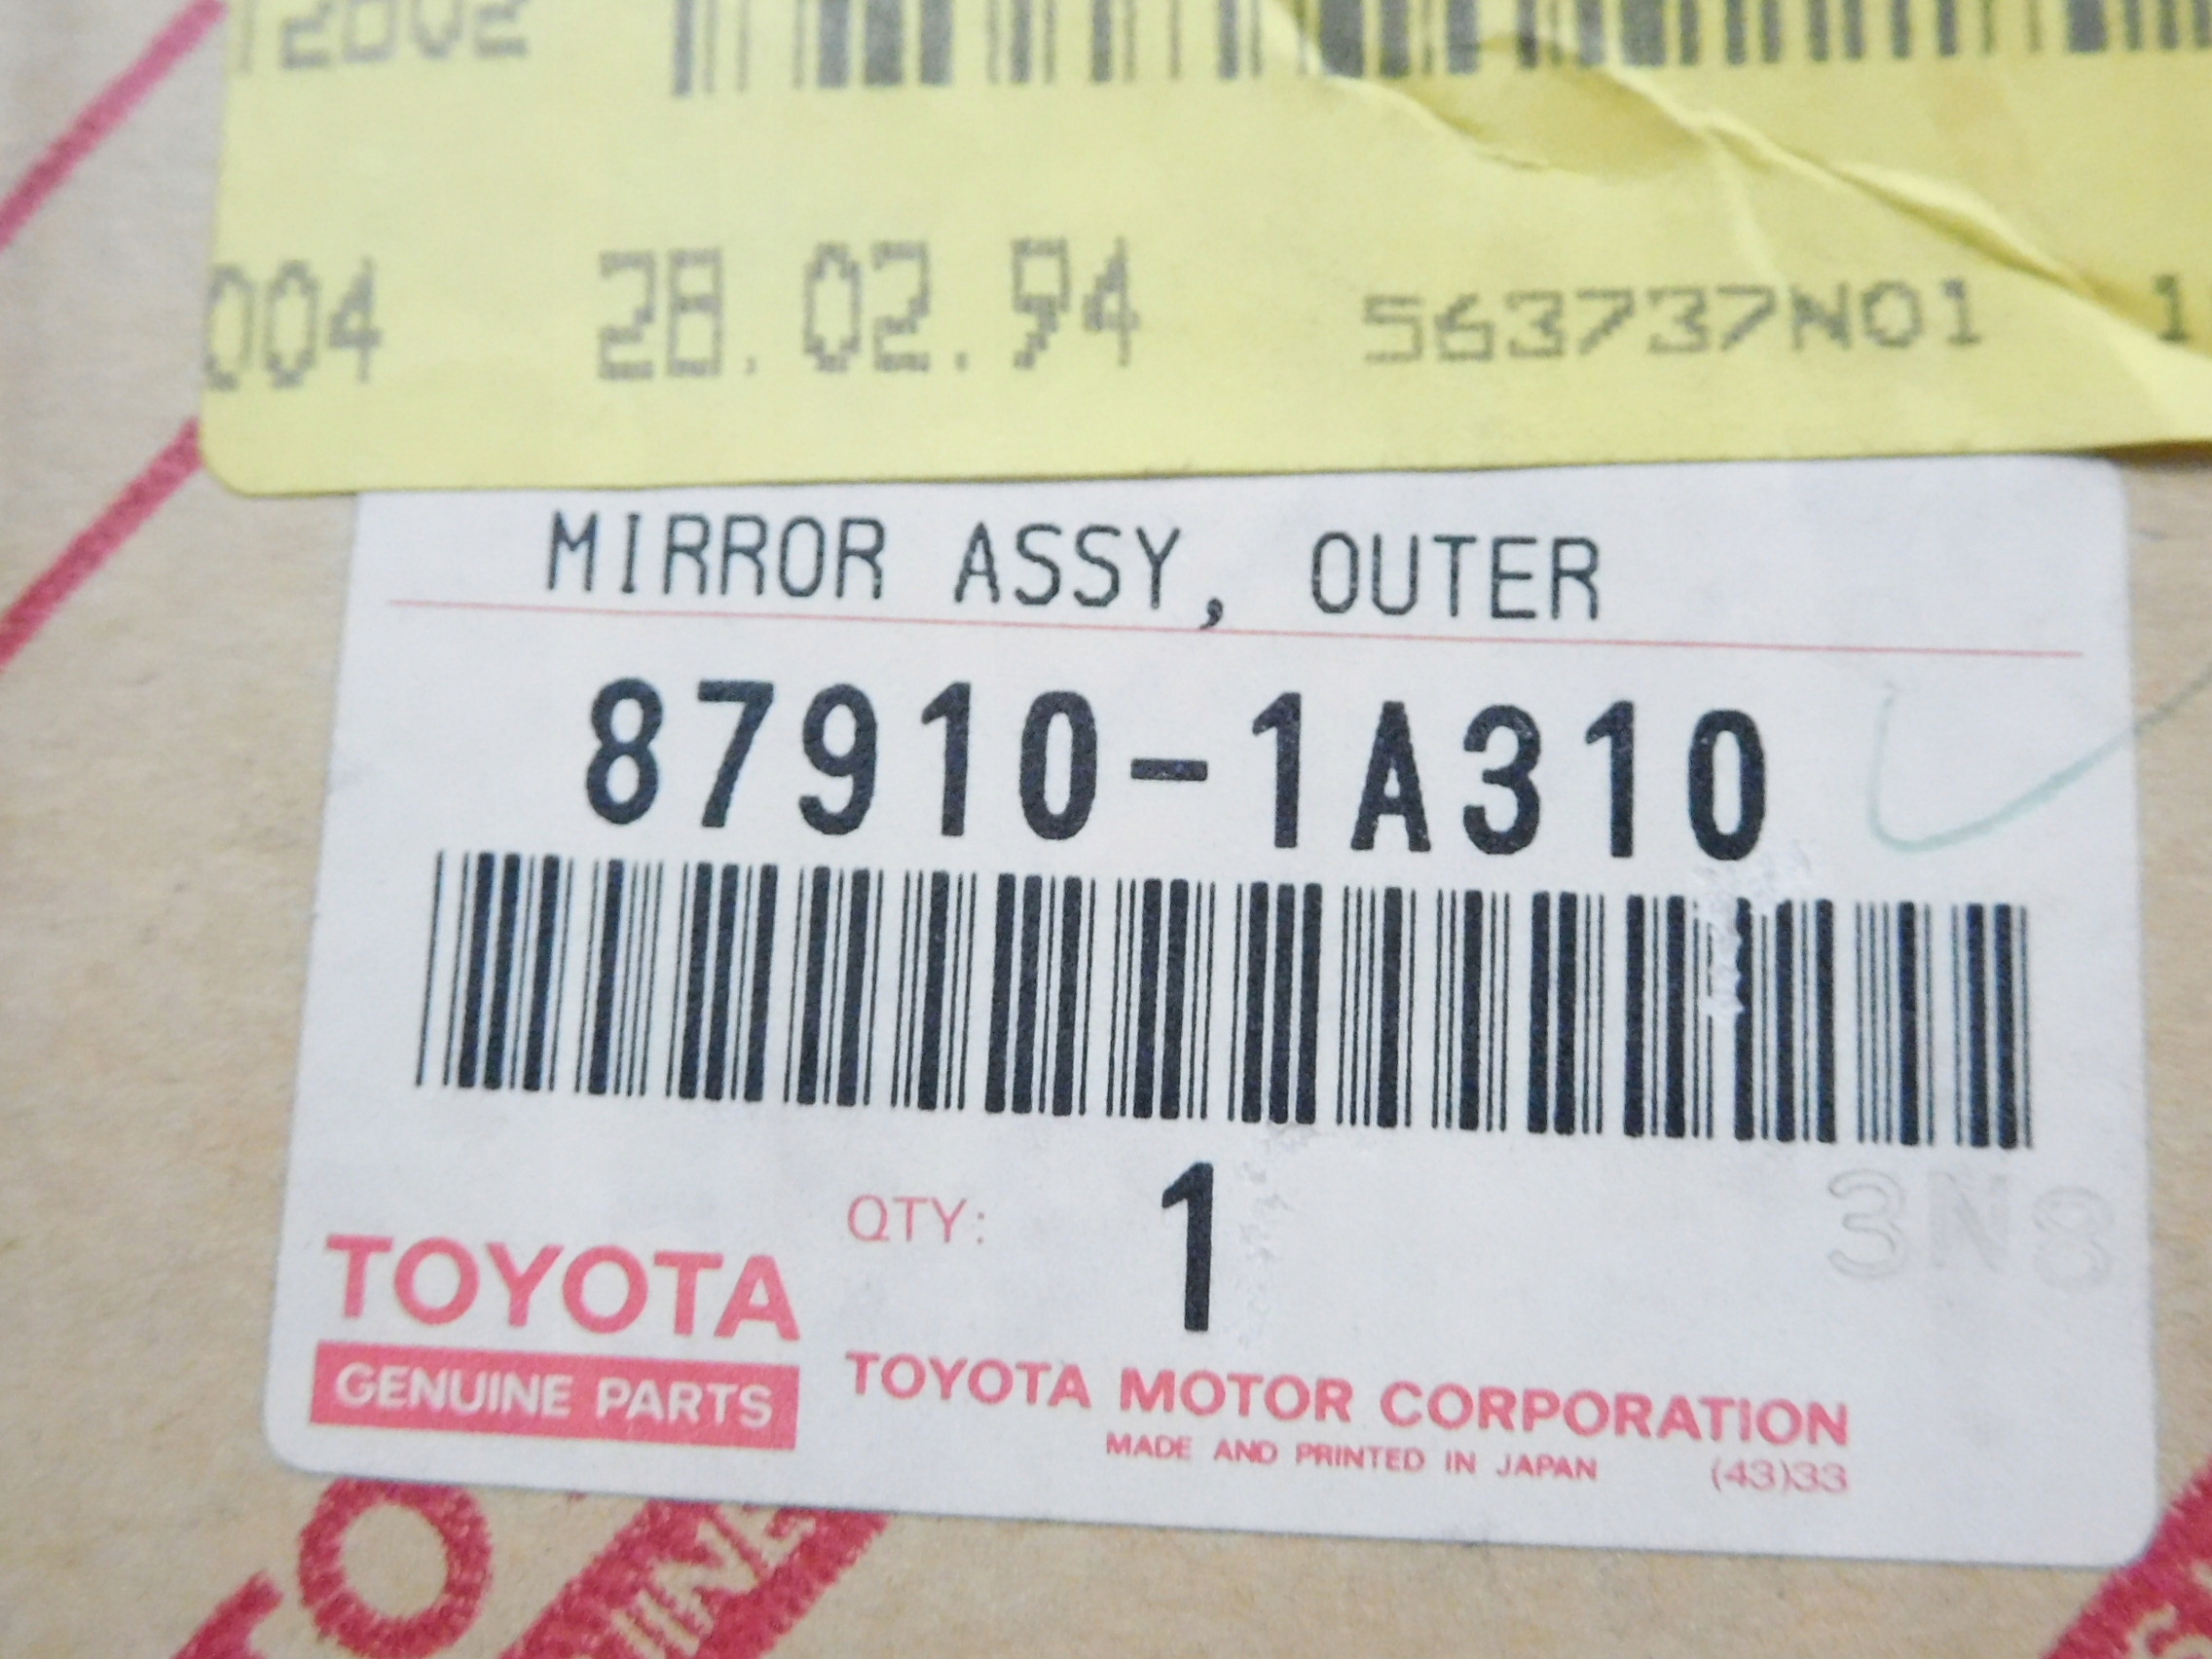 004 28.02.94 563737N01 1
MIRROR ASSY, OUTER
87910-1A310
QTY: 1
3N8
TOYOTA
GENUINE PARTS
TOYOTA MOTOR CORPORATION
MADE AND PRINTED IN JAPAN (43)33